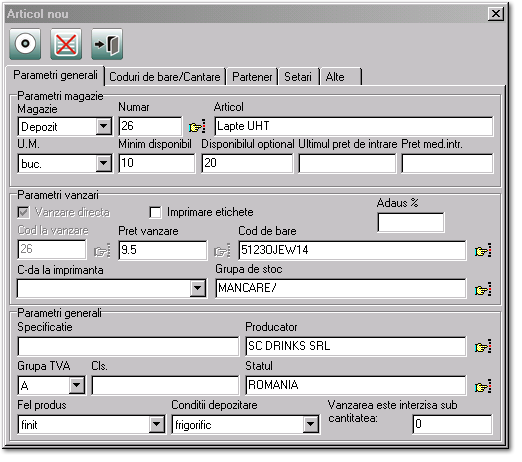 Articol nou
Parametri generali Coduri de bare/Cantare Partener Setari Alte
Parametri magazie
Magazie Numar Articol
Depozit 26 Lapte UHT
U.M. Minim disponibil Disponibilul optional Ultimul pret de intrare Pret med.intr.
buc. 10 20
Parametri vanzari
Adaus %
Vanzare directa Imprimare etichete
Cod la vanzare Pret vanzare Cod de bare
26 9.5 51230JEW14
C-da la imprimanta Grupa de stoc
MANCARE/
Parametri generali
Specificatie Producator
SC DRINKS SRL
Grupa TVA Cls. Statul
A ROMANIA
Fel produs Conditii depozitare Vanzarea este interzisa sub
finit frigorific cantitatea: 0